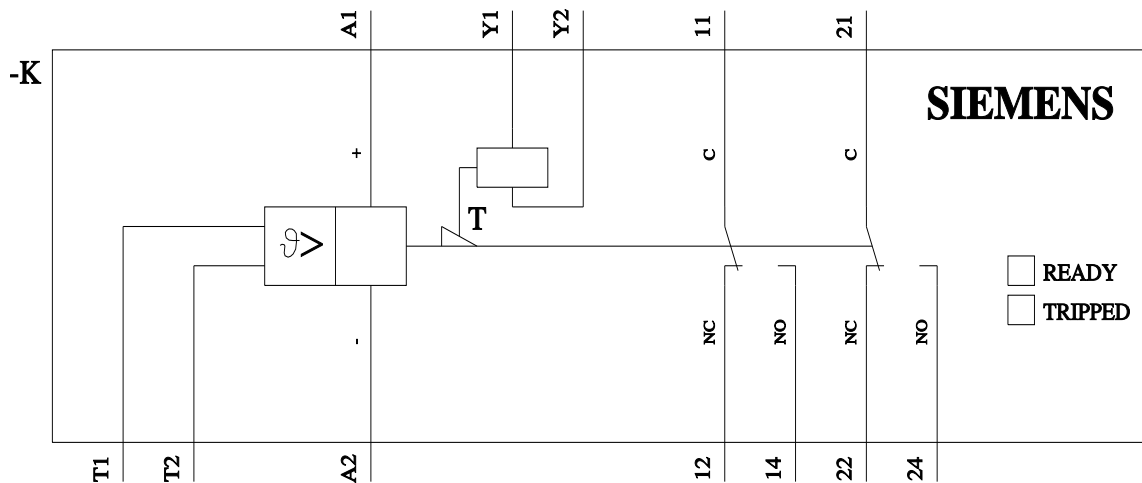 A1
Y1
Y2
11
21
-K
SIEMENS
+
C
C
T
ϑ>
READY
TRIPPED
-
NC
NO
NC
NO
T1
T2
A2
12
14
22
24